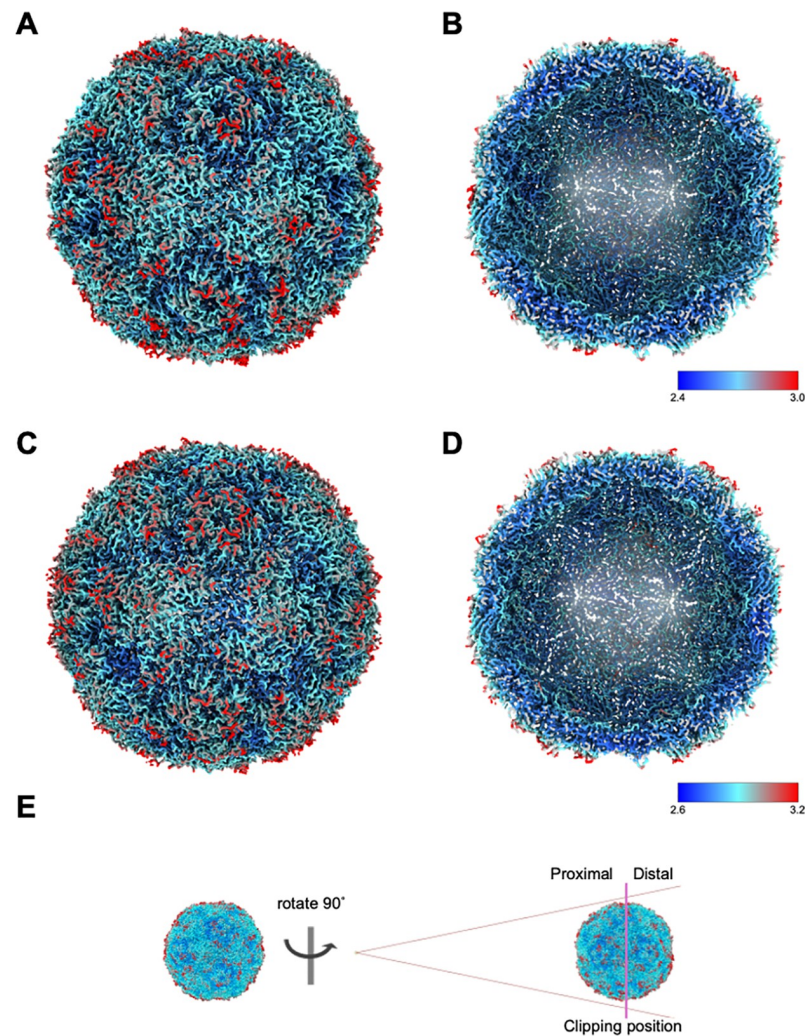 A
B
2.4
3.0
C
D
2.6
3.2
E
Proximal
Distal
rotate 90˚
Clipping position